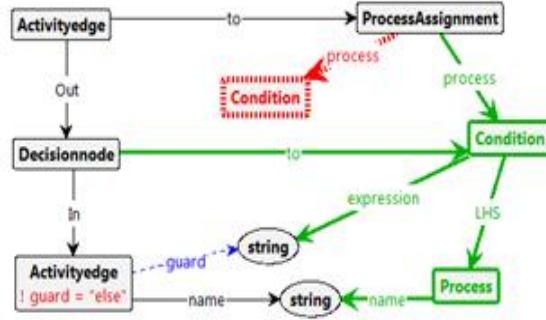 Activityedge
to
ProcessAssignment
process
Condition
process
Out
Decisionnode
to
Condition
expression
LHS
In
string
guard
Activityedge
! guard = "else"
name
string
name
Process